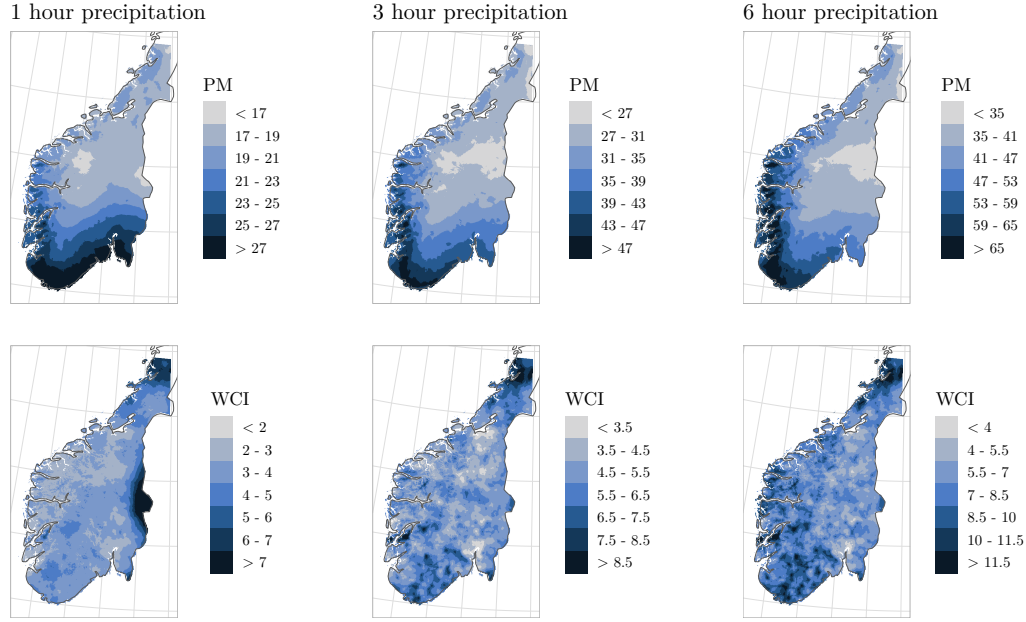 1 hour precipitation
3 hour precipitation
6 hour precipitation
PM
< 17
17 - 19
19 - 21
21 - 23
23 - 25
25 - 27
> 27
PM
< 27
27 - 31
31 - 35
35 - 39
39 - 43
43 - 47
> 47
PM
< 35
35 - 41
41 - 47
47 - 53
53 - 59
59 - 65
> 65
WCI
< 2
2 - 3
3 - 4
4 - 5
5 - 6
6 - 7
> 7
WCI
< 3.5
3.5 - 4.5
4.5 - 5.5
5.5 - 6.5
6.5 - 7.5
7.5 - 8.5
> 8.5
WCI
< 4
4 - 5.5
5.5 - 7
7 - 8.5
8.5 - 10
10 - 11.5
> 11.5